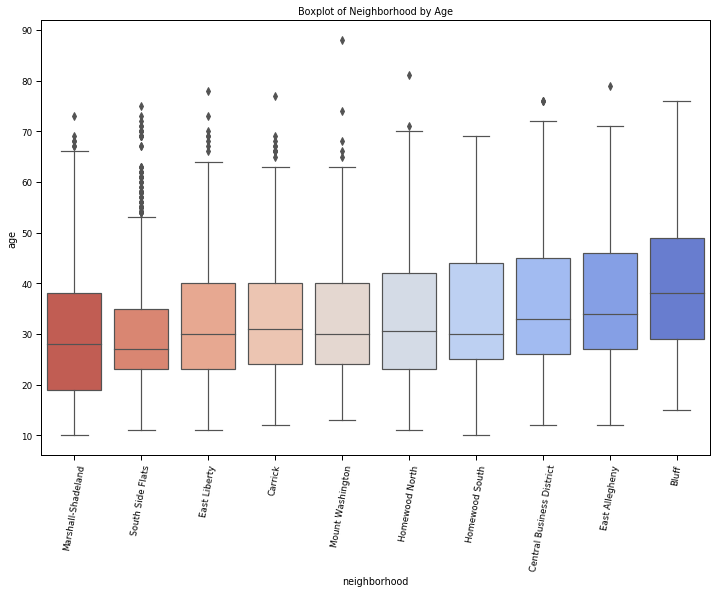 Boxplot of Neighborhood by Age
90
80
70
60
50
40
30
20
10
age
Marshall-Shadeland
South Side Flats
East Liberty
Carrick
Mount Washington
Homewood North
Homewood South
Central Business District
East Allegheny
Bluff
neighborhood